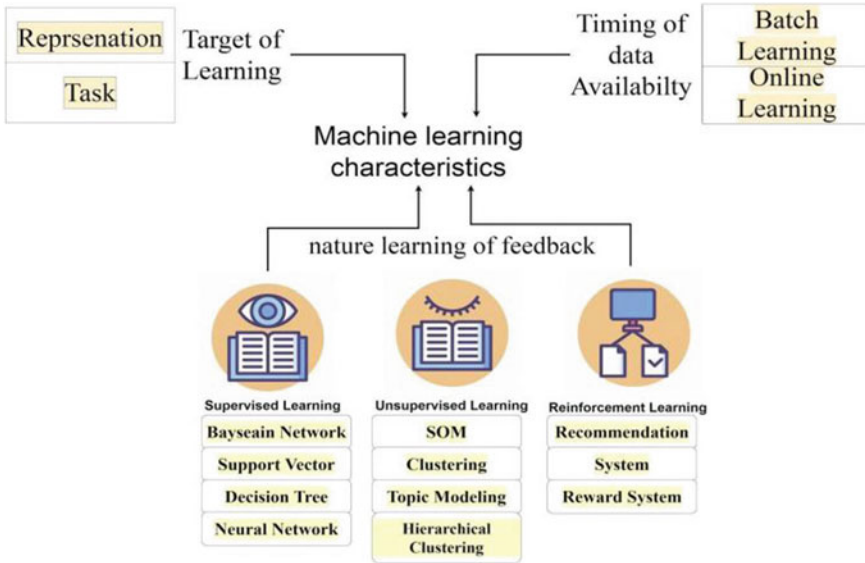 Reprsenation
Task
Target of
Learning
Timing of
data
Availabilty
Batch
Learning
Online
Learning
Machine learning
characteristics
nature learning of feedback
Supervised Learning
Bayseain Network
Support Vector
Decision Tree
Neural Network
Unsupervised Learning
SOM
Clustering
Topic Modeling
Hierarchical
Clustering
Reinforcement Learning
Recommendation
System
Reward System